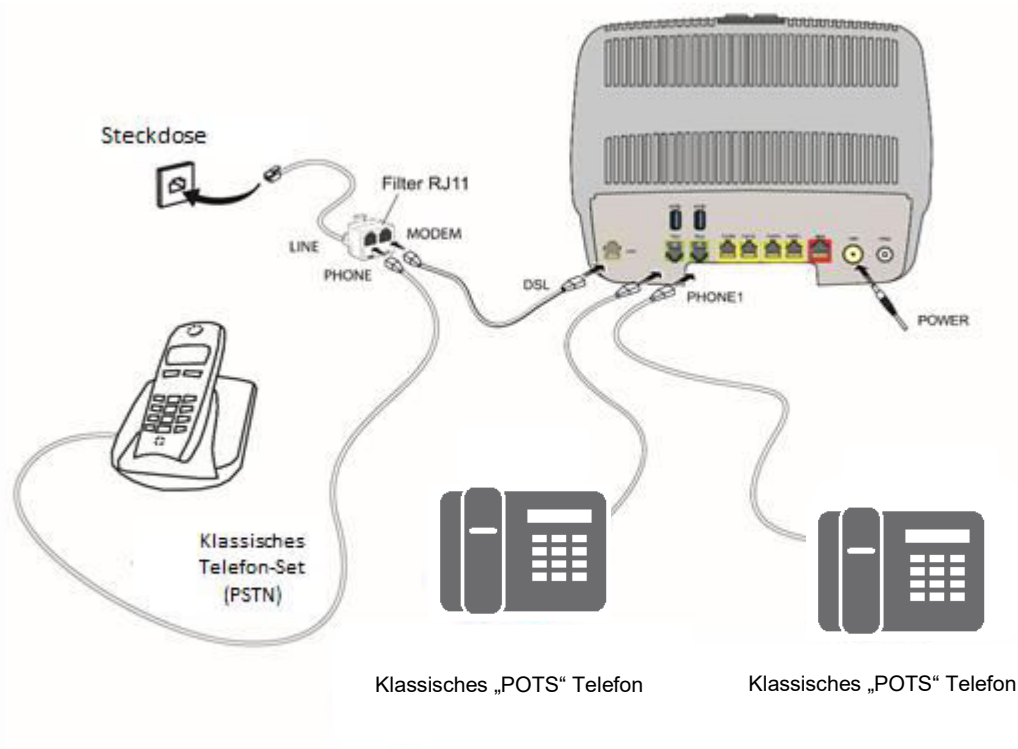 Steckdose
Filter RJ11
LINE
MODEM
PHONE
DSL
PHONE1
POWER
Klassisches
Telefon-Set
(PSTN)
Klassisches „POTS“ Telefon
Klassisches „POTS“ Telefon